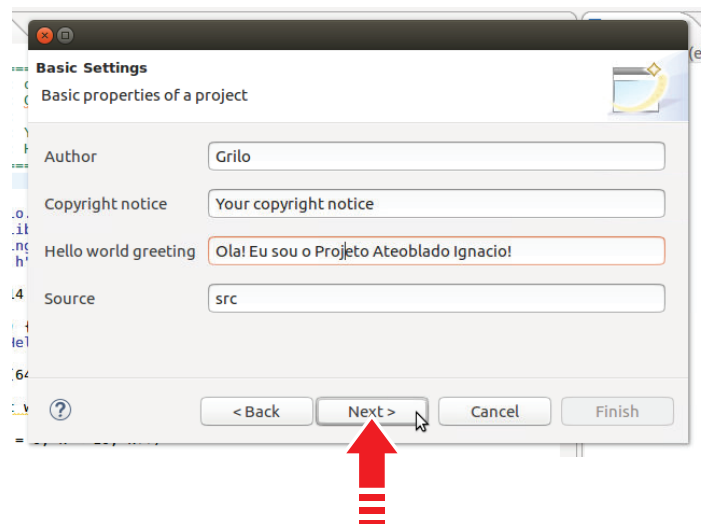 Basic Settings
Basic properties of a project
Author Grilo
Copyright notice Your copyright notice
Hello world greeting Ola! Eu sou o Projeto Ateoblado Ignacio!
Source src
< Back Next > Cancel Finish